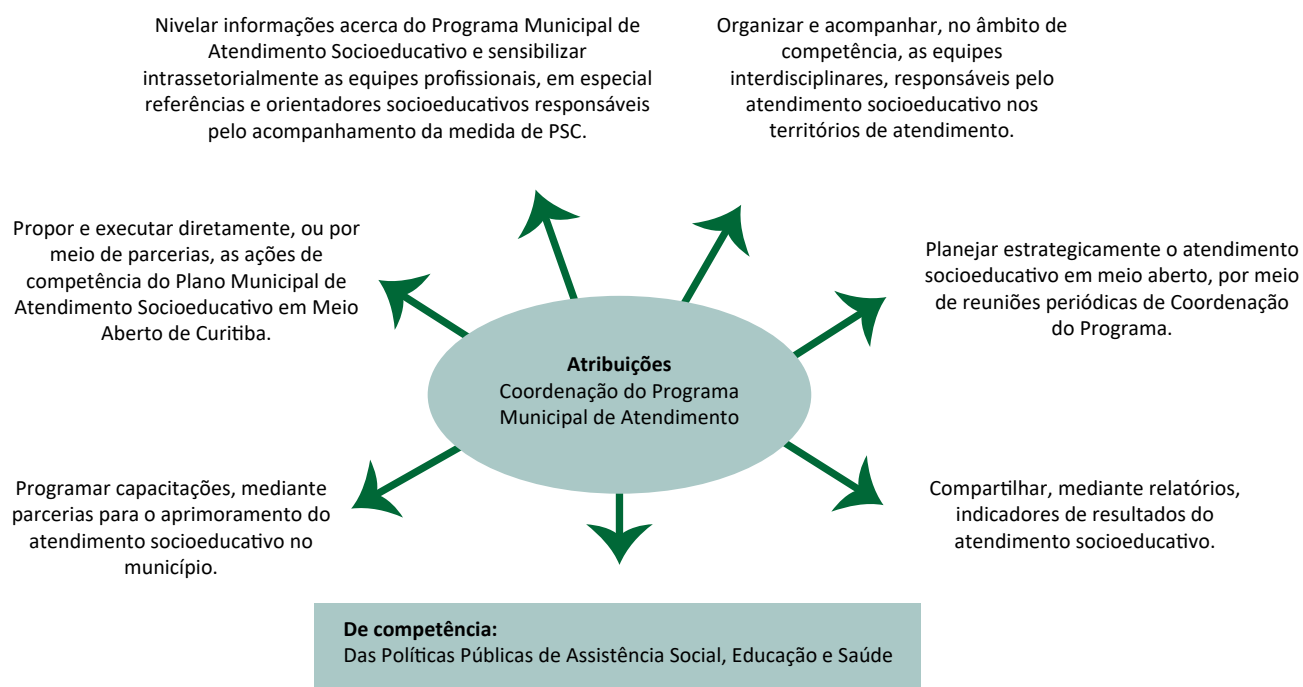 Nivelar informações acerca do Programa Municipal de
Atendimento Socioeducativo e sensibilizar
intrassetorialmente as equipes profissionais, em especial
referências e orientadores socioeducativos responsáveis
pelo acompanhamento da medida de PSC.
Organizar e acompanhar, no âmbito de
competência, as equipes
interdisciplinares, responsáveis pelo
atendimento socioeducativo nos
territórios de atendimento.
Propor e executar diretamente, ou por
meio de parcerias, as ações de
competência do Plano Municipal de
Atendimento Socioeducativo em Meio
Aberto de Curitiba.
Planejar estrategicamente o atendimento
socioeducativo em meio aberto, por meio
de reuniões periódicas de Coordenação
do Programa.
Atribuições
Coordenação do Programa
Municipal de Atendimento
Programar capacitações, mediante
parcerias para o aprimoramento do
atendimento socioeducativo no
município.
Compartilhar, mediante relatórios,
indicadores de resultados do
atendimento socioeducativo.
De competência:
Das Políticas Públicas de Assistência Social, Educação e Saúde